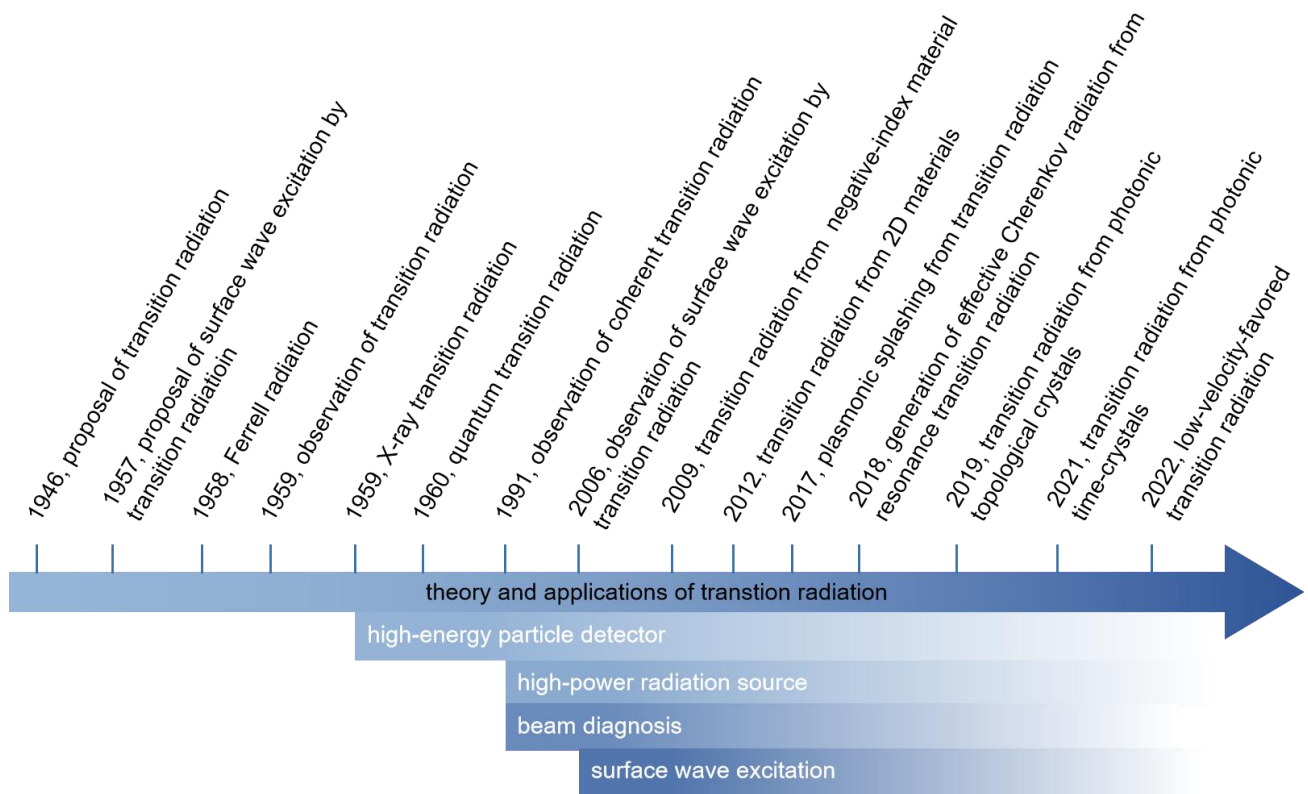 1946, proposal of transition radiation
1957, proposal of surface wave excitation by
transition radiatioin
1958, Ferrell radiation
1959, observation of transition radiation
1959, X-ray transition radiation
1960, quantum transition radiation
1991, observation of coherent transition radiation
2006, observation of surface wave excitation by
transition radiation
2009, transition radiation from negative-index material
2012, transition radiation from 2D materials
2017, plasmonic splashing from transition radiation
2018, generation of effective Cherenkov radiation from
resonance transition radiation
2019, transition radiation from photonic
topological crystals
2021, transition radiation from photonic
time-crystals
2022, low-velocity-favored
transition radiation
theory and applications of transtion radiation
high-energy particle detector
high-power radiation source
beam diagnosis
surface wave excitation